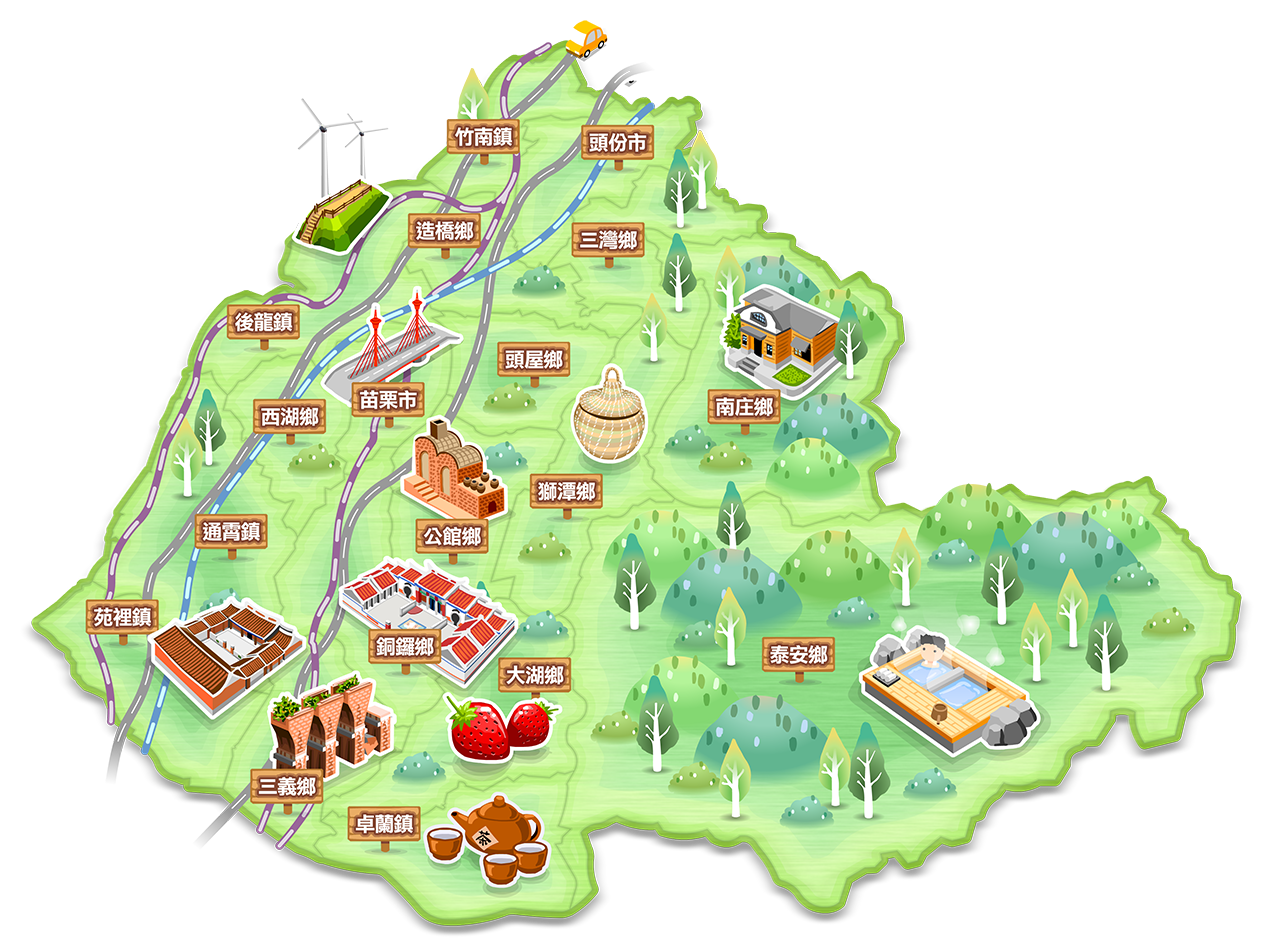 竹南鎮
頭份市
造橋鄉
三灣鄉
後龍鎮
頭屋鄉
苗栗市
西湖鄉
南庄鄉
獅潭鄉
通霄鎮
公館鄉
苑裡鎮
銅鑼鄉
泰安鄉
大湖鄉
三義鄉
卓蘭鎮
茶